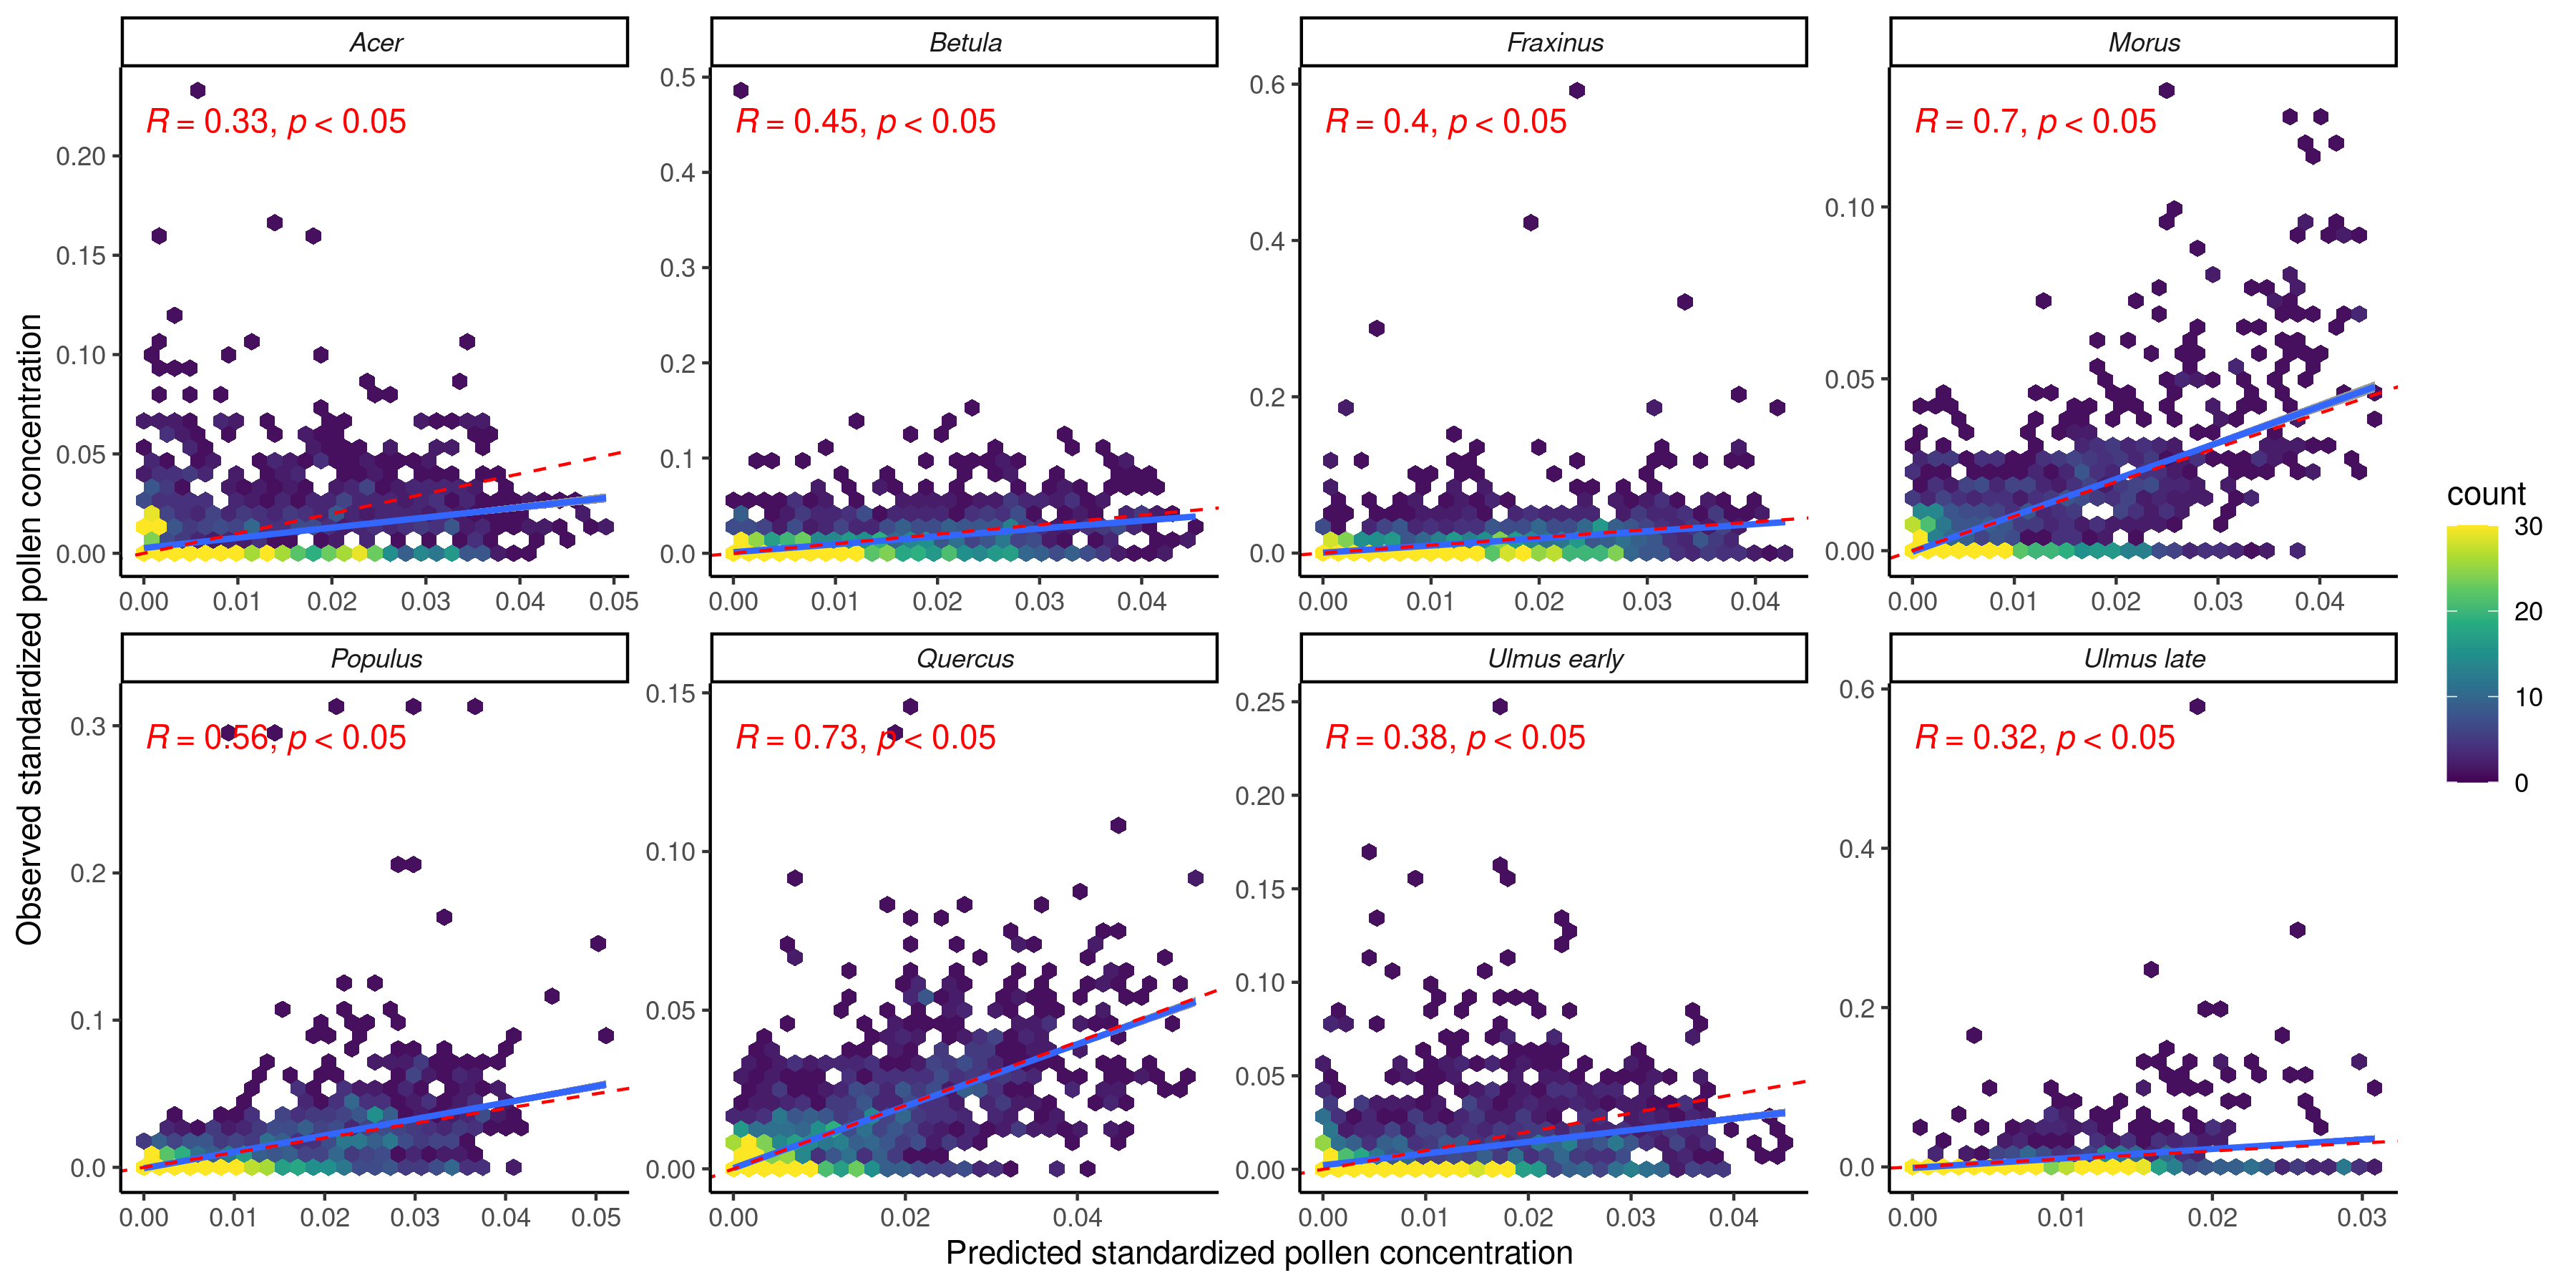 Acer
Betula
Fraxinus
Morus
R = 0.33, p < 0.05
R = 0.45, p < 0.05
R = 0.4, p < 0.05
R = 0.7, p < 0.05
0.20
0.15
0.10
0.05
0.00
0.5
0.4
0.3
0.2
0.1
0.0
0.6
0.4
0.2
0.0
0.10
0.05
0.00
0.00 0.01 0.02 0.03 0.04 0.05
0.00 0.01 0.02 0.03 0.04
0.00 0.01 0.02 0.03 0.04
0.00 0.01 0.02 0.03 0.04
Populus
Quercus
Ulmus early
Ulmus late
R = 0.56, p < 0.05
R = 0.73, p < 0.05
R = 0.38, p < 0.05
R = 0.32, p < 0.05
0.3
0.2
0.1
0.0
0.15
0.10
0.05
0.00
0.25
0.20
0.15
0.10
0.05
0.00
0.6
0.4
0.2
0.0
0.00 0.01 0.02 0.03 0.04 0.05
0.00 0.02 0.04
0.00 0.01 0.02 0.03 0.04
0.00 0.01 0.02 0.03
Observed standardized pollen concentration
Predicted standardized pollen concentration
count
30
20
10
0